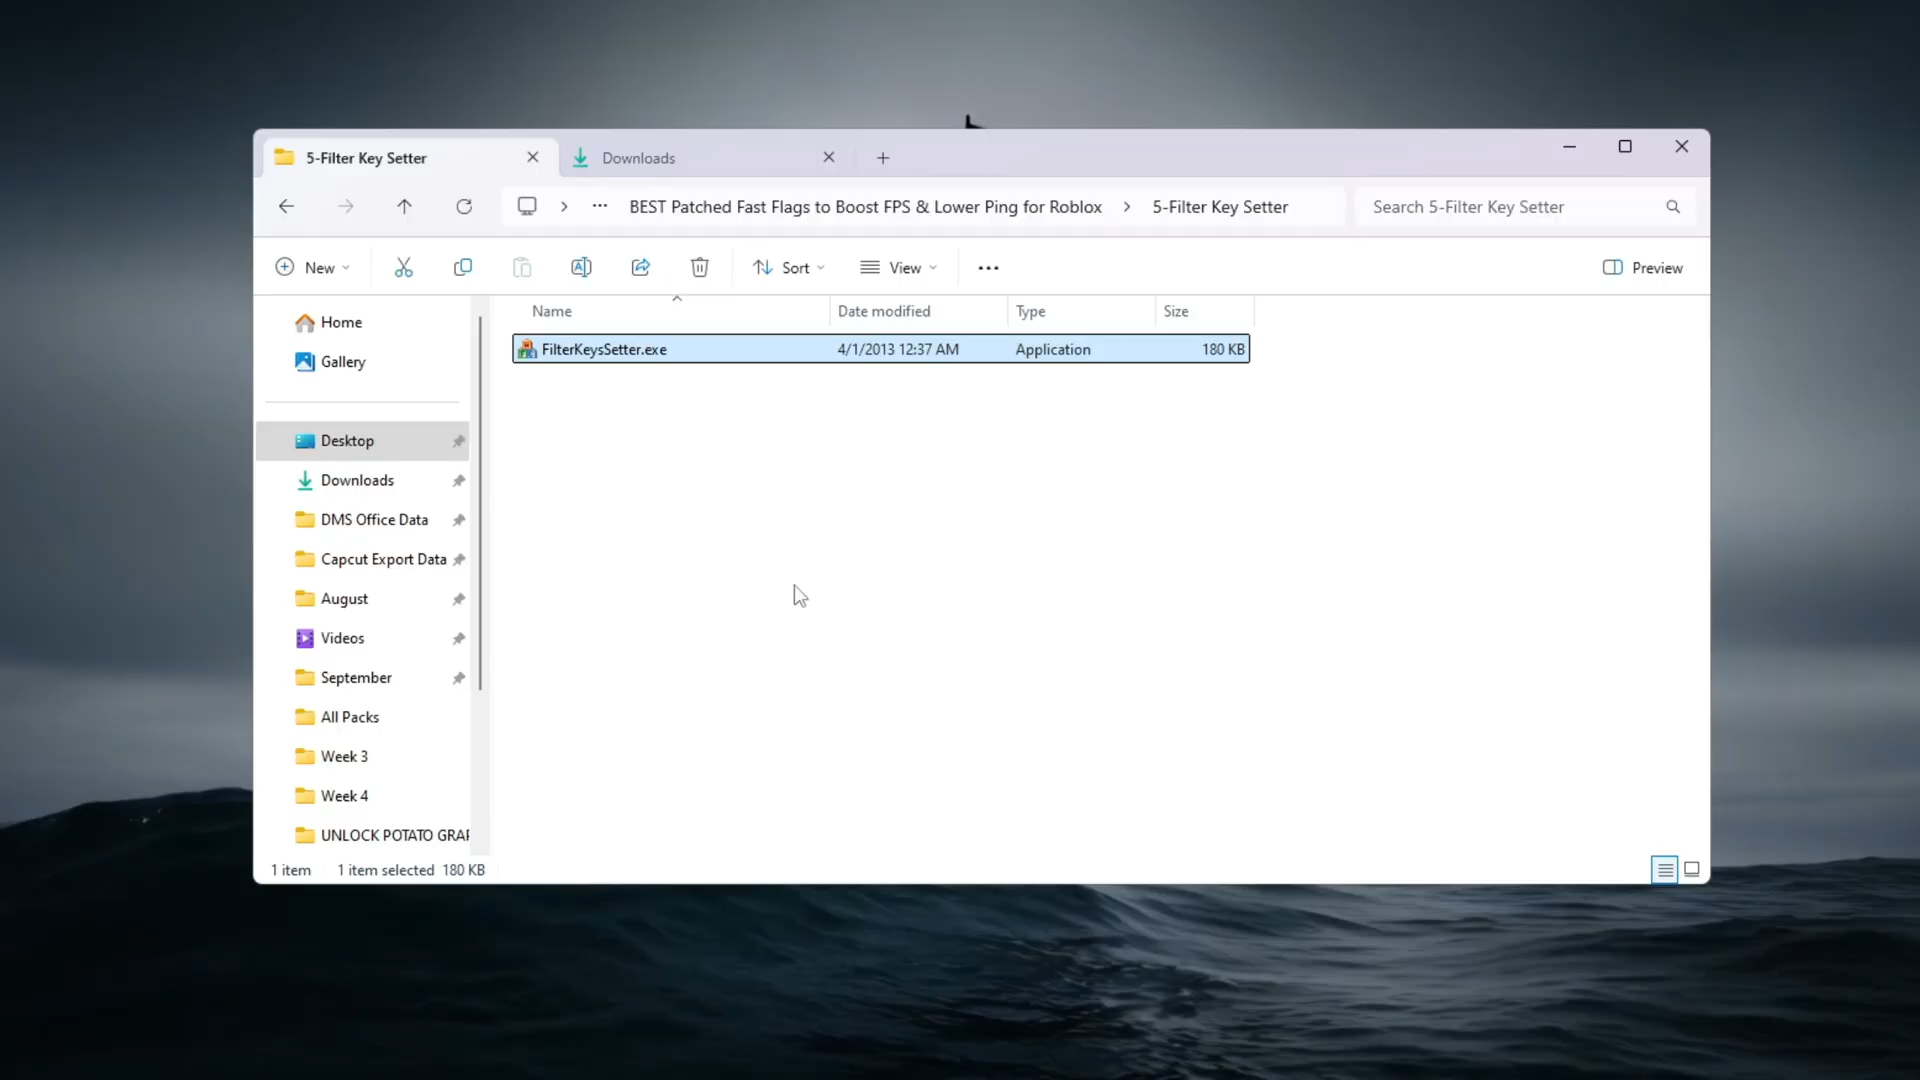 5-Filter Key Setter
Downloads
BEST Patched Fast Flags to Boost FPS & Lower Ping for Roblox
5-Filter Key Setter
Search 5-Filter Key Setter
New
Sort
View
Preview
Home
Gallery
Desktop
Downloads
DMS Office Data
Capcut Export Data
August
Videos
September
All Packs
Week 3
Week 4
UNLOCK POTATO GRAF
Name
Date modified
Type
Size
FilterKeysSetter.exe
4/1/2013 12:37 AM
Application
180 KB
1 item
1 item selected 180 KB